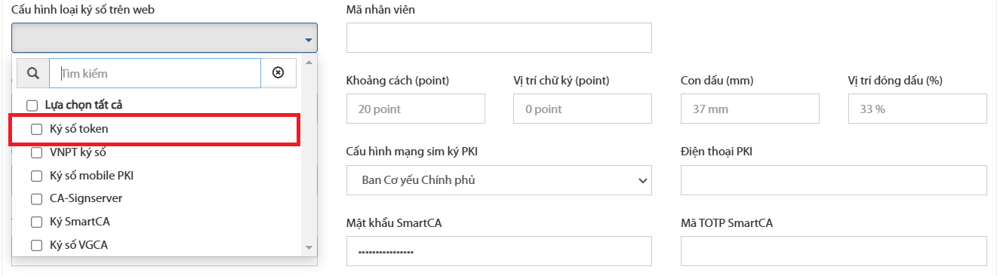 Cấu hình loại ký số trên web
Mã nhân viên
Tìm kiếm
Lựa chọn tất cả
Ký số token
VNPT ký số
Ký số mobile PKI
CA-Signserver
Ký SmartCA
Ký số VGCA
Khoảng cách (point)
Vị trí chữ ký (point)
Con dấu (mm)
Vị trí đóng dấu (%)
20 point
0 point
37 mm
33 %
Cấu hình mạng sim ký PKI
Điện thoại PKI
Ban Cơ yếu Chính phủ
Mật khẩu SmartCA
Mã TOTP SmartCA
••••••••••••••••